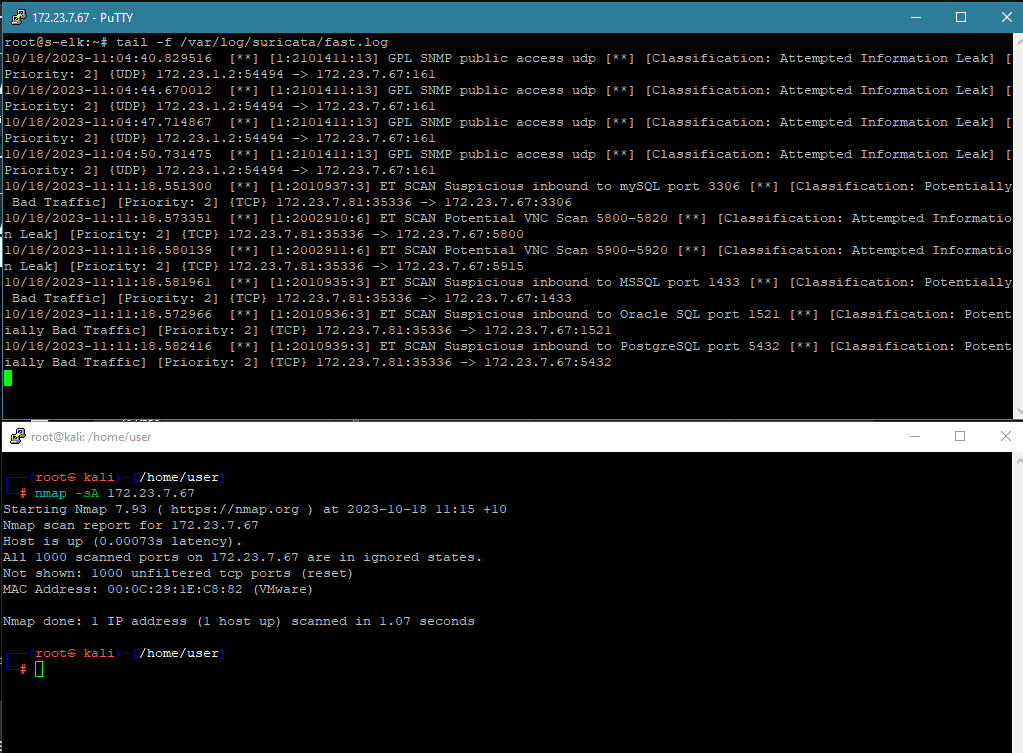 172.23.7.67 - PuTTY
root@s-elk:~# tail -f /var/log/suricata/fast.log
10/18/2023-11:04:40.829516  [**] [1:2101411:13] GPL SNMP public access udp [**] [Classification: Attempted Information Leak] [
Priority: 2] {UDP} 172.23.1.2:54494 -> 172.23.7.67:161
10/18/2023-11:04:44.670012  [**] [1:2101411:13] GPL SNMP public access udp [**] [Classification: Attempted Information Leak] [
Priority: 2] {UDP} 172.23.1.2:54494 -> 172.23.7.67:161
10/18/2023-11:04:47.714867  [**] [1:2101411:13] GPL SNMP public access udp [**] [Classification: Attempted Information Leak] [
Priority: 2] {UDP} 172.23.1.2:54494 -> 172.23.7.67:161
10/18/2023-11:04:50.731475  [**] [1:2101411:13] GPL SNMP public access udp [**] [Classification: Attempted Information Leak] [
Priority: 2] {UDP} 172.23.1.2:54494 -> 172.23.7.67:161
10/18/2023-11:11:18.551300  [**] [1:2010937:3] ET SCAN Suspicious inbound to mySQL port 3306 [**] [Classification: Potentially
 Bad Traffic] [Priority: 2] {TCP} 172.23.7.81:35336 -> 172.23.7.67:3306
10/18/2023-11:11:18.573351  [**] [1:2002910:6] ET SCAN Potential VNC Scan 5800-5820 [**] [Classification: Attempted Informatio
n Leak] [Priority: 2] {TCP} 172.23.7.81:35336 -> 172.23.7.67:5800
10/18/2023-11:11:18.580139  [**] [1:2002911:6] ET SCAN Potential VNC Scan 5900-5920 [**] [Classification: Attempted Informatio
n Leak] [Priority: 2] {TCP} 172.23.7.81:35336 -> 172.23.7.67:5915
10/18/2023-11:11:18.581961  [**] [1:2010935:3] ET SCAN Suspicious inbound to MSSQL port 1433 [**] [Classification: Potentially
 Bad Traffic] [Priority: 2] {TCP} 172.23.7.81:35336 -> 172.23.7.67:1433
10/18/2023-11:11:18.572966  [**] [1:2010936:3] ET SCAN Suspicious inbound to Oracle SQL port 1521 [**] [Classification: Potent
ially Bad Traffic] [Priority: 2] {TCP} 172.23.7.81:35336 -> 172.23.7.67:1521
10/18/2023-11:11:18.582416  [**] [1:2010939:3] ET SCAN Suspicious inbound to PostgreSQL port 5432 [**] [Classification: Potent
ially Bad Traffic] [Priority: 2] {TCP} 172.23.7.81:35336 -> 172.23.7.67:5432
root@kali: /home/user
(root㉿kali)-[/home/user]
# nmap -sA 172.23.7.67
Starting Nmap 7.93 ( https://nmap.org ) at 2023-10-18 11:15 +10
Nmap scan report for 172.23.7.67
Host is up (0.00073s latency).
All 1000 scanned ports on 172.23.7.67 are in ignored states.
Not shown: 1000 unfiltered tcp ports (reset)
MAC Address: 00:0C:29:1E:C8:82 (VMware)
Nmap done: 1 IP address (1 host up) scanned in 1.07 seconds
(root㉿kali)-[/home/user]
#